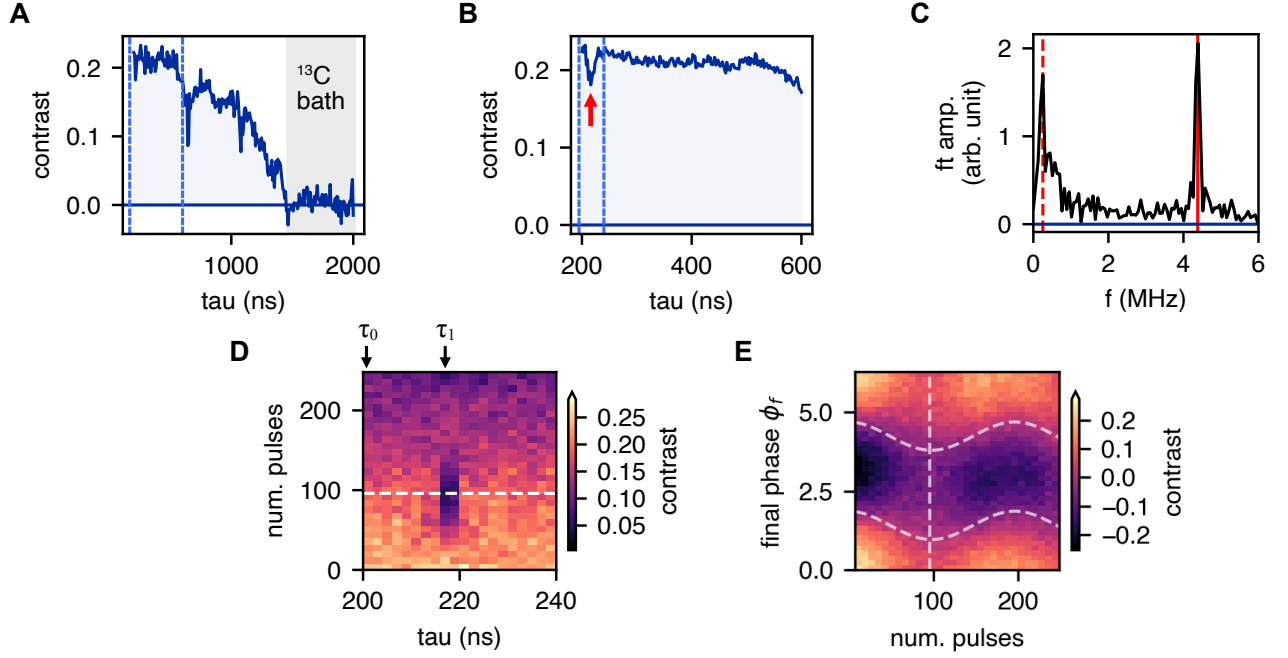 A
contrast
0.2
0.1
0.0
¹³C
bath
1000
2000
tau (ns)
B
contrast
0.2
0.1
0.0
200
400
600
tau (ns)
C
ft amp.
(arb. unit)
2
1
0
0
2
4
6
f (MHz)
D
τ₀
τ₁
num. pulses
200
100
0
200
220
240
tau (ns)
0.25
0.20
0.15
0.10
0.05
contrast
E
final phase ϕ_f
5.0
2.5
0.0
100
200
num. pulses
0.2
0.1
0.0
−0.1
−0.2
contrast